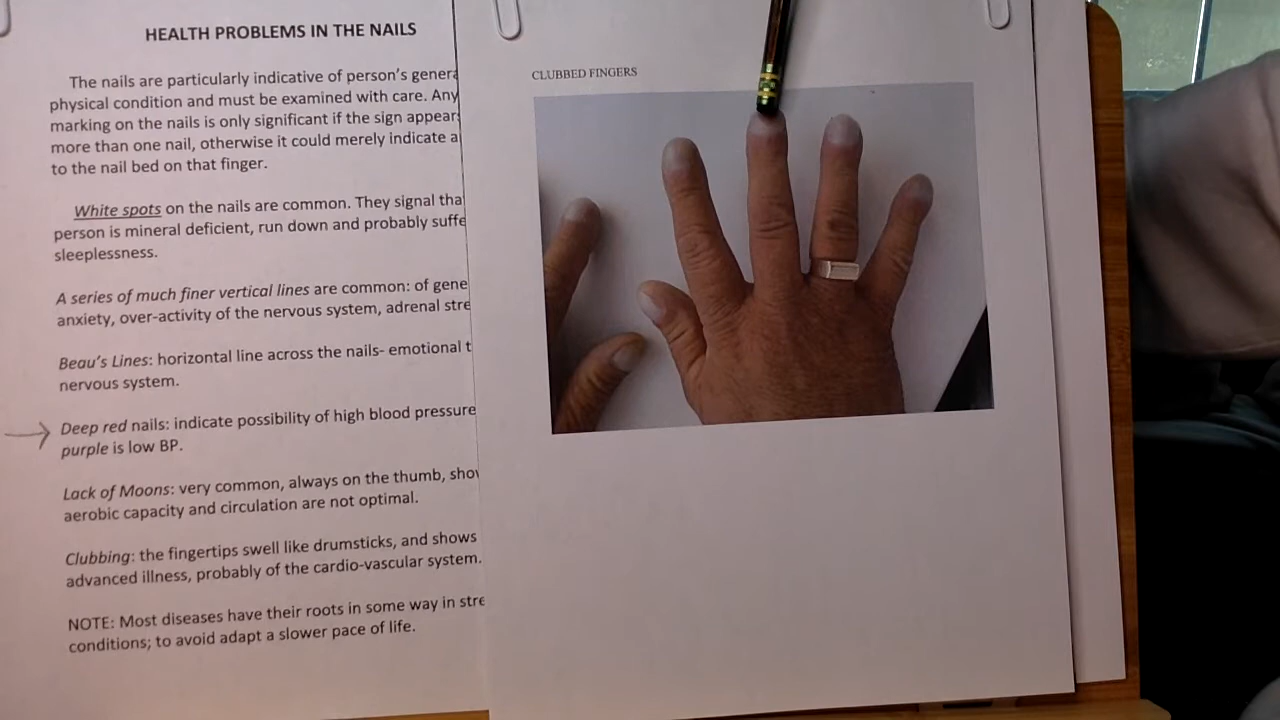 HEALTH PROBLEMS IN THE NAILS
The nails are particularly indicative of person's genera
physical condition and must be examined with care. Any
marking on the nails is only significant if the sign appear
more than one nail, otherwise it could merely indicate a
to the nail bed on that finger.
White spots on the nails are common. They signal tha
person is mineral deficient, run down and probably suffe
sleeplessness.
A series of much finer vertical lines are common: of gene
anxiety, over-activity of the nervous system, adrenal stre
Beau's Lines: horizontal line across the nails- emotional t
nervous system.
Deep red nails: indicate possibility of high blood pressure
purple is low BP.
Lack of Moons: very common, always on the thumb, show
aerobic capacity and circulation are not optimal.
Clubbing: the fingertips swell like drumsticks, and shows
advanced illness, probably of the cardio-vascular system.
NOTE: Most diseases have their roots in some way in stre
conditions; to avoid adapt a slower pace of life.
CLUBBED FINGERS